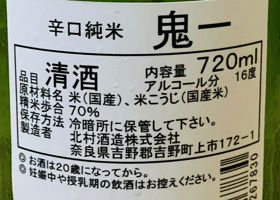 辛口純米 鬼一
品目 清酒 内容量 720ml
アルコール分 16度
原材料名 米(国産)、米こうじ(国産米)
精米歩合 70%
保存方法 冷暗所に保管して下さい。
製造者 北村酒造株式会社
奈良県吉野郡吉野町上市172-1
◎お酒は20歳になってから。
◎妊娠中や授乳期の飲酒はお控えください。
267830